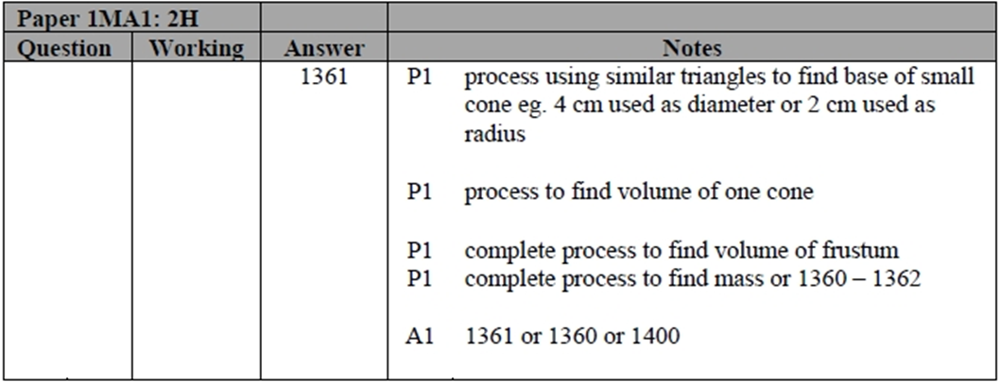 Paper 1MA1: 2H
Question Working Answer Notes
1361 P1 process using similar triangles to find base of small
cone eg. 4 cm used as diameter or 2 cm used as
radius
P1 process to find volume of one cone
P1 complete process to find volume of frustum
P1 complete process to find mass or 1360 – 1362
A1 1361 or 1360 or 1400